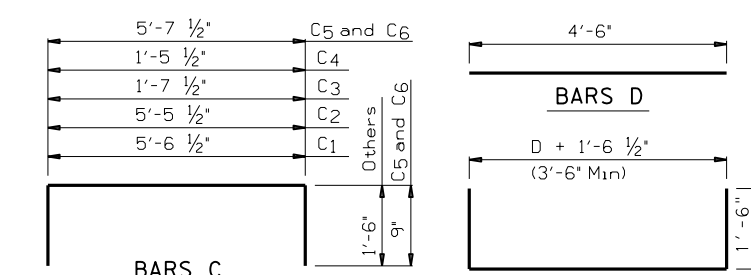 5'-7 ½" C5 and C6
1'-5 ½" C4
1'-7 ½" C3
5'-5 ½" C2
5'-6 ½" C1
Others
C5 and C6
1'-6"
9"
BARS C
4'-6"
BARS D
D + 1'-6 ½"
(3'-6" Min)
1'-6"